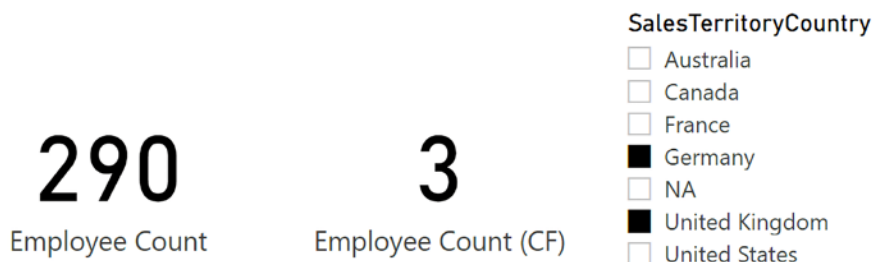 290
Employee Count
3
Employee Count (CF)
SalesTerritoryCountry
Australia
Canada
France
Germany
NA
United Kingdom
United States